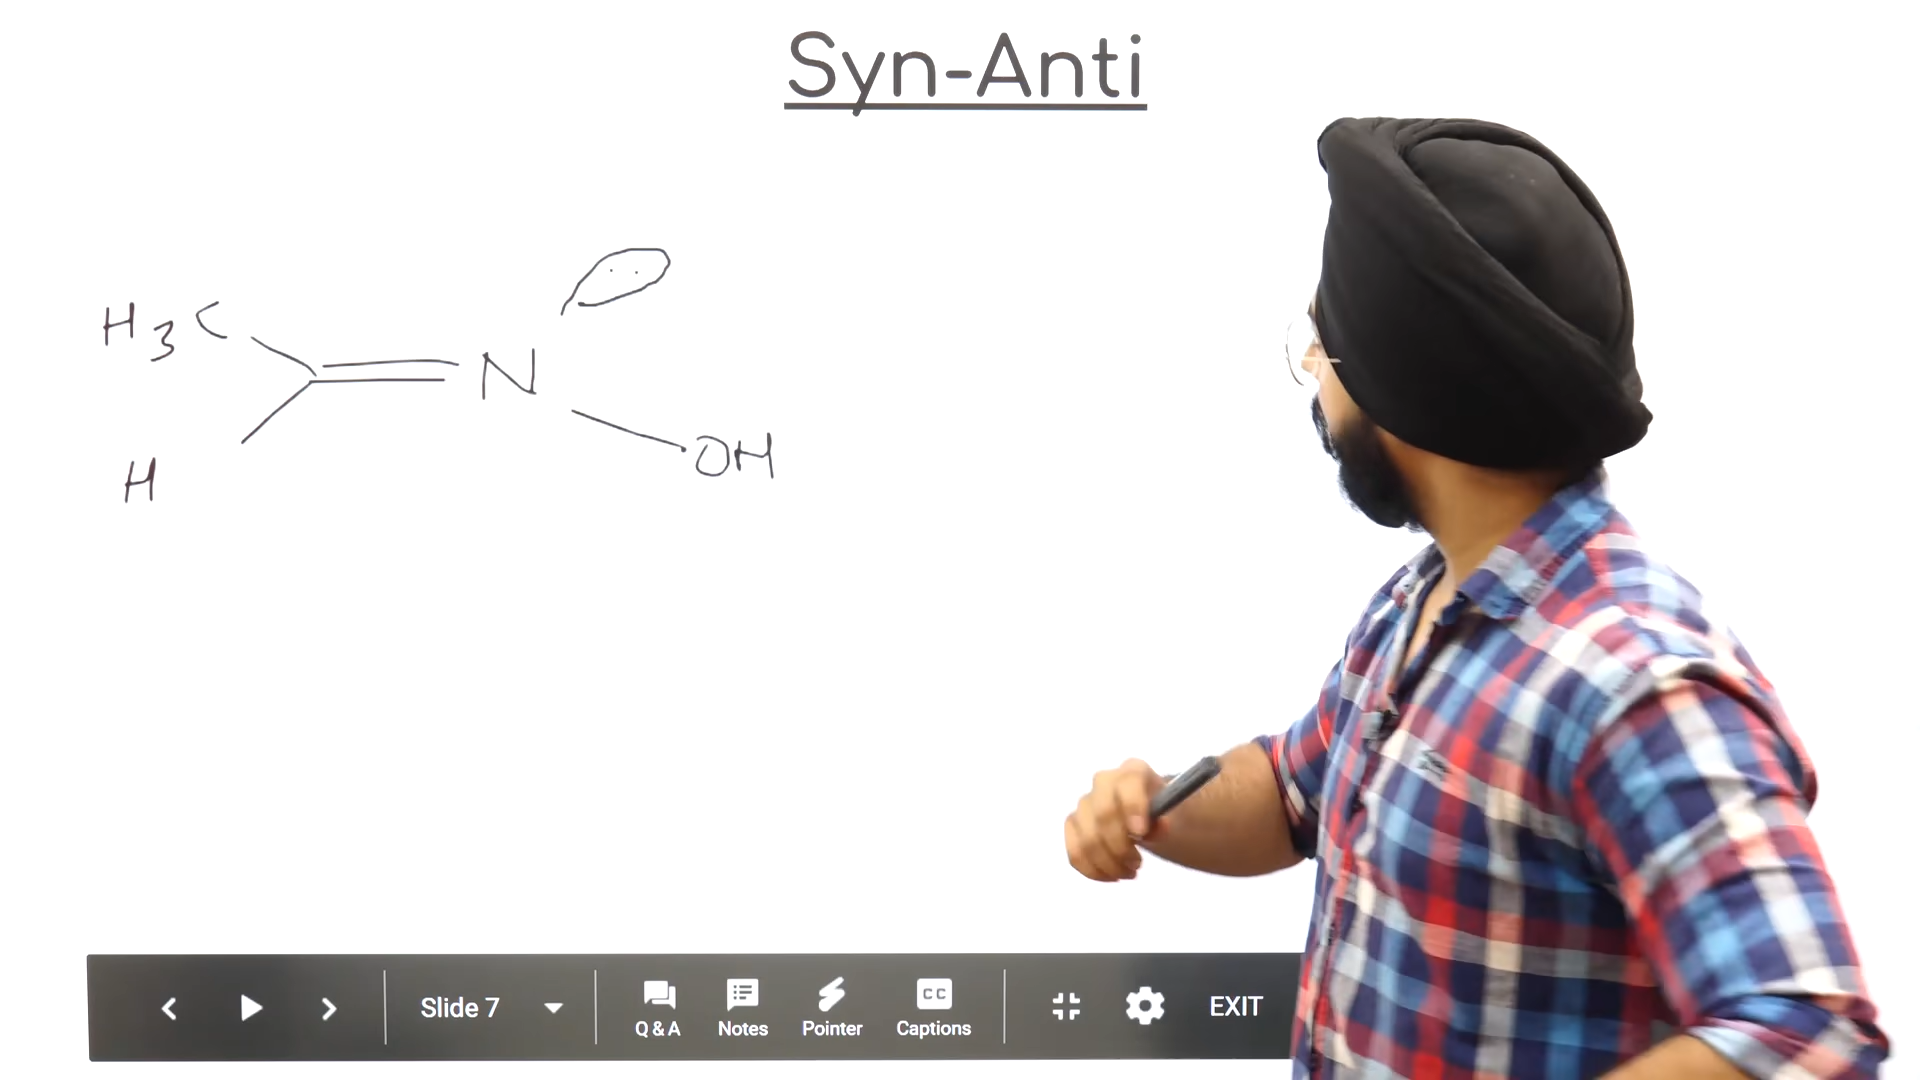 Syn-Anti
H3C
N
OH
H
Slide 7
Q & A
Notes
Pointer
CC
Captions
EXIT